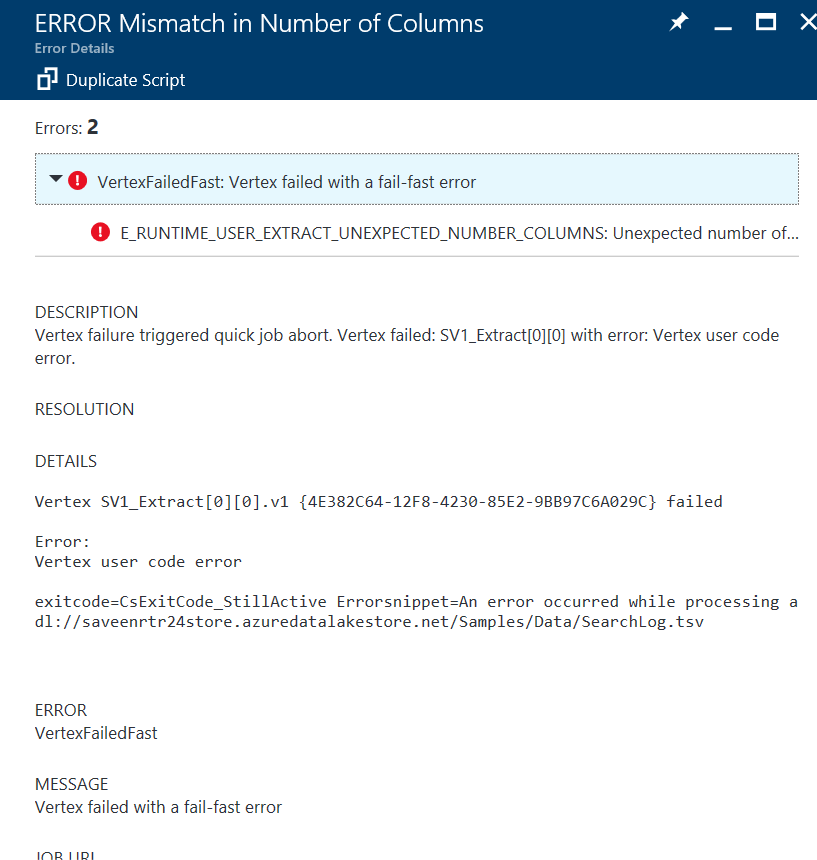 ERROR Mismatch in Number of Columns
Error Details
Duplicate Script
Errors: 2
VertexFailedFast: Vertex failed with a fail-fast error
E_RUNTIME_USER_EXTRACT_UNEXPECTED_NUMBER_COLUMNS: Unexpected number of...
DESCRIPTION
Vertex failure triggered quick job abort. Vertex failed: SV1_Extract[0][0] with error: Vertex user code
error.
RESOLUTION
DETAILS
Vertex SV1_Extract[0][0].v1 {4E382C64-12F8-4230-85E2-9BB97C6A029C} failed
Error:
Vertex user code error
exitcode=CsExitCode_StillActive Errorsnippet=An error occurred while processing a
dl://saveenrtr24store.azuredatalakestore.net/Samples/Data/SearchLog.tsv
ERROR
VertexFailedFast
MESSAGE
Vertex failed with a fail-fast error
JOB URL